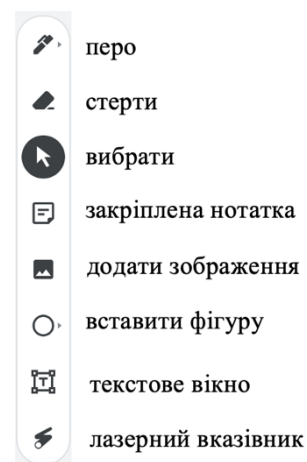 перо
стерти
вибрати
закріплена нотатка
додати зображення
вставити фігуру
текстове вікно
лазерний вказівник